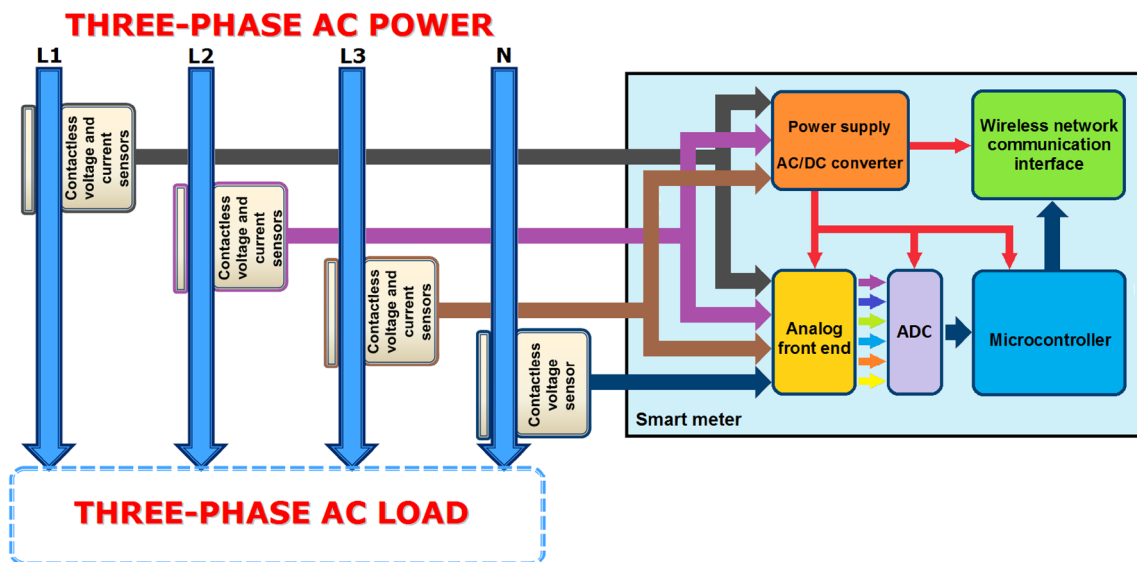 THREE-PHASE AC POWER
L1
L2
L3
N
Contactless
voltage and
current
sensors
Contactless
voltage and
current
sensors
Contactless
voltage and
current
sensors
Contactless
voltage
sensor
Power supply
AC/DC converter
Wireless network
communication
interface
Analog
front end
ADC
Microcontroller
Smart meter
THREE-PHASE AC LOAD